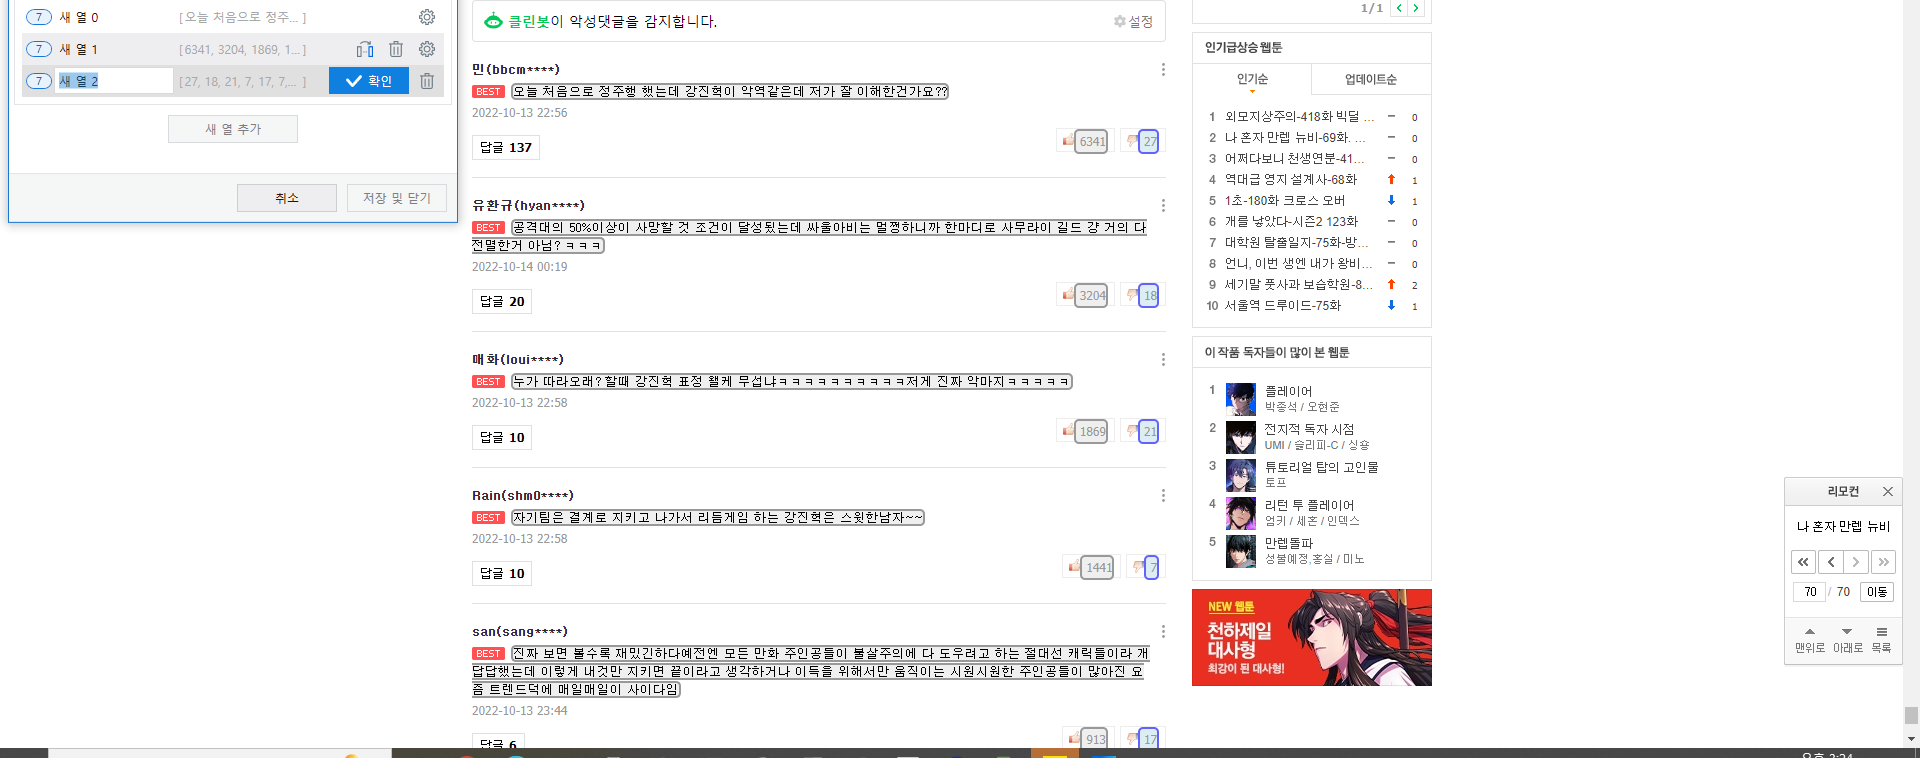 7 새 열 0 [오늘 처음으로 정주... ]
7 새 열 1 [6341, 3204, 1869, 1... ]
7 새 열 2 [27, 18, 21, 7, 17, 7,... ] 확인
새 열 추가
취소 저장 및 닫기
클린봇이 악성댓글을 감지합니다. 설정
민(bbcm****)
BEST 오늘 처음으로 정주행 했는데 강진혁이 악역같은데 저가 잘 이해한건가요??
2022-10-13 22:56
답글 137 6341 27
유환규(hyan****)
BEST 공격대의 50%이상이 사망할 것 조건이 달성됬는데 싸울아비는 멀쩡하니까 한마디로 사무라이 길드 걍 거의 다
전멸한거 아님? ㅋㅋㅋ
2022-10-14 00:19
답글 20 3204 18
매화(loui****)
BEST 누가 따라오래? 할때 강진혁 표정 왤케 무섭냐ㅋㅋㅋㅋㅋㅋㅋㅋㅋㅋ저게 진짜 악마지ㅋㅋㅋㅋㅋ
2022-10-13 22:58
답글 10 1869 21
Rain(shm0****)
BEST 자기팀은 결계로 지키고 나가서 리듬게임 하는 강진혁은 스윗한남자~~
2022-10-13 22:58
답글 10 1441 7
san(sang****)
BEST 진짜 보면 볼수록 재밌긴하다예전엔 모든 만화 주인공들이 불살주의에 다 도우려고 하는 절대선 캐릭들이라 개
답답했는데 이렇게 내것만 지키면 끝이라고 생각하거나 이득을 위해서만 움직이는 시원시원한 주인공들이 많아진 요
즘 트렌드덕에 매일매일이 사이다임
2022-10-13 23:44
답글 6 913 17
1/1
인기급상승 웹툰
인기순 업데이트순
1 외모지상주의-418화 빅딜 ... 0
2 나 혼자 만렙 뉴비-69화. ... 0
3 어쩌다보니 천생연분-41... 0
4 역대급 영지 설계사-68화 1
5 1초-180화 크로스 오버 1
6 개를 낳았다-시즌2 123화 0
7 대학원 탈출일지-75화-방... 0
8 언니, 이번 생엔 내가 왕비... 0
9 세기말 풋사과 보습학원-8... 2
10 서울역 드루이드-75화 1
이 작품 독자들이 많이 본 웹툰
1 플레이어
박종석 / 오현준
2 전지적 독자 시점
UMI / 슬리피-C / 싱숑
3 튜토리얼 탑의 고인물
토프
4 리턴 투 플레이어
엄키 / 세혼 / 인덱스
5 만렙돌파
성불예정,홍실 / 미노
NEW 웹툰
천하제일
대사형
최강이 된 대사형!
리모컨
나 혼자 만렙 뉴비
70 / 70 이동
맨위로 아래로 목록